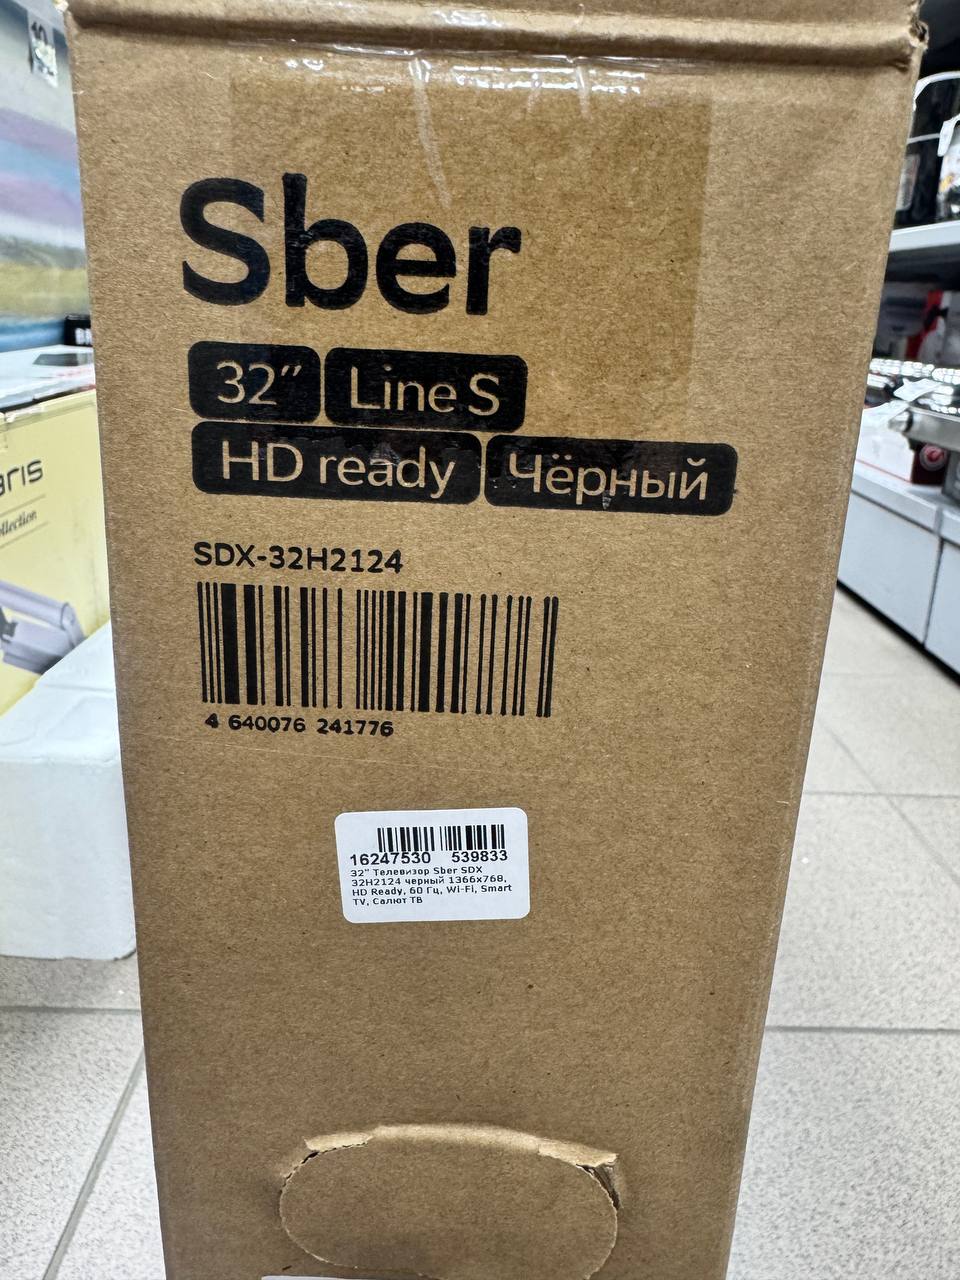 Sber
32″ Line S
HD ready Чёрный
SDX-32H2124
4 640076 241776
16247530 539833
32" Телевизор Sber SDX
32H2124 черный 1366x768,
HD Ready, 60 Гц, Wi-Fi, Smart
TV, Салют ТВ